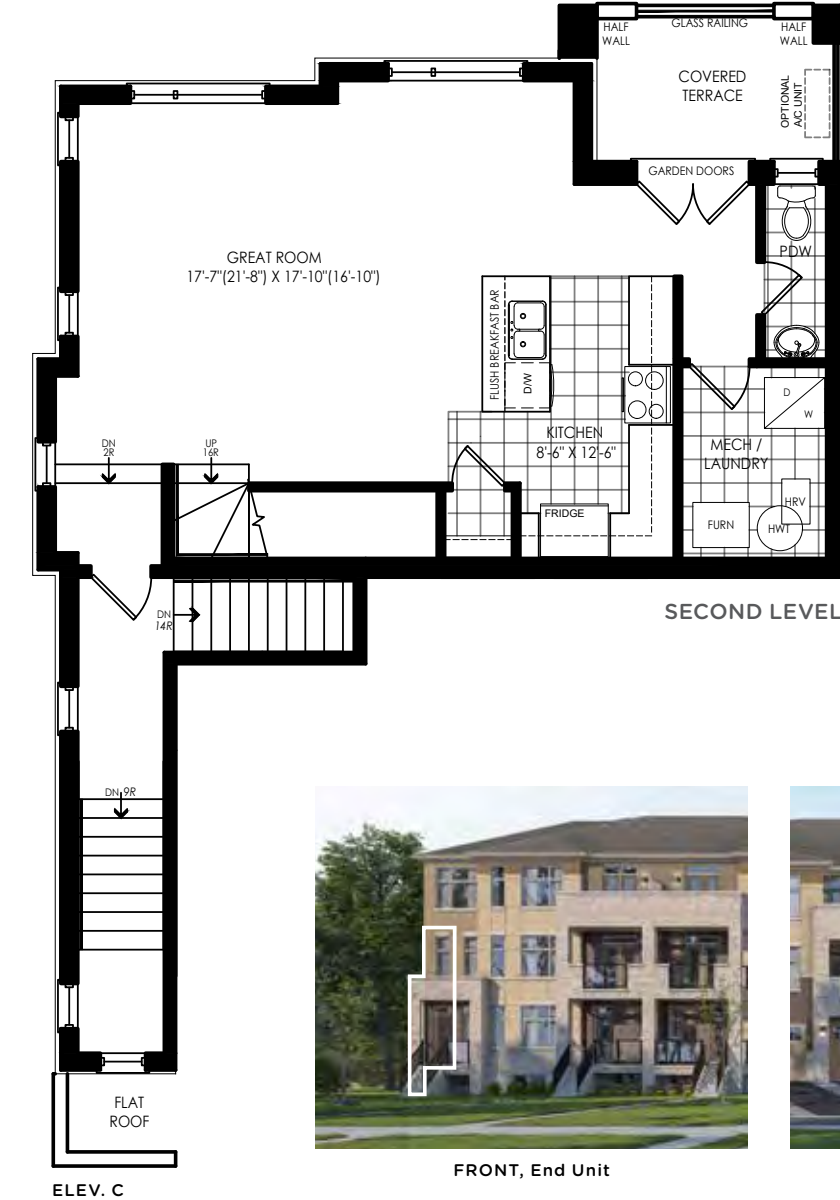 HALF
WALL
GLASS RAILING
HALF
WALL
COVERED
TERRACE
OPTIONAL
A/C UNIT
GARDEN DOORS
PDW
GREAT ROOM
17'-7"(21'-8") X 17'-10"(16'-10")
FLUSH BREAKFAST BAR
D/W
KITCHEN
8'-6" X 12'-6"
D
W
MECH /
LAUNDRY
DN
2R
UP
16R
FRIDGE
FURN
HRV
HWT
DN
14R
SECOND LEVEL
DN 9R
FLAT
ROOF
ELEV. C
FRONT, End Unit